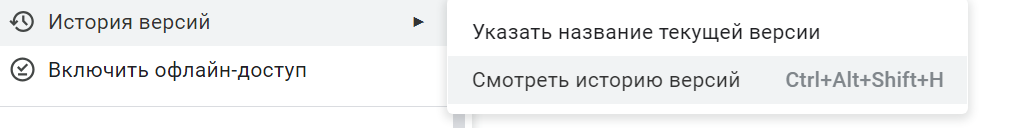 История версий
Указать название текущей версии
Включить офлайн-доступ
Смотреть историю версий Ctrl+Alt+Shift+H